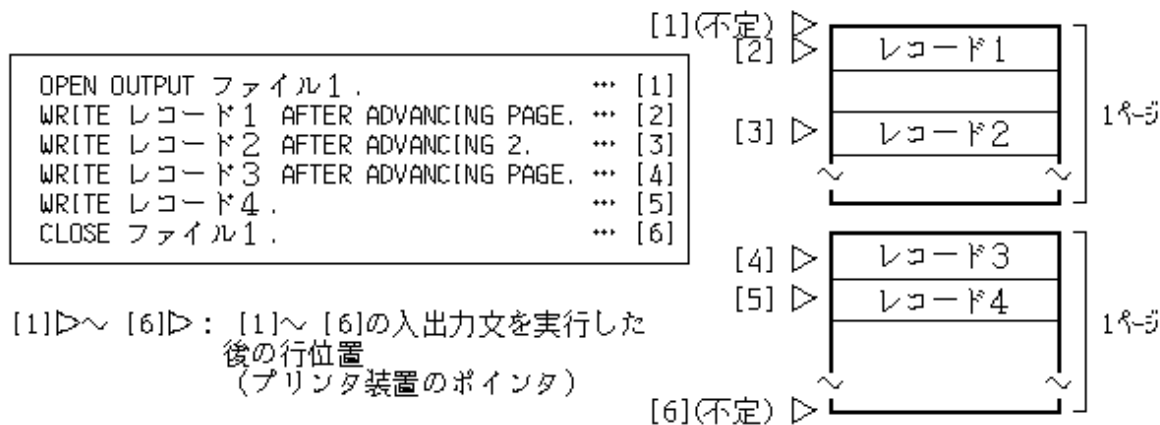 OPEN OUTPUT ファイル1. … [1]
WRITE レコード1 AFTER ADVANCING PAGE. … [2]
WRITE レコード2 AFTER ADVANCING 2. … [3]
WRITE レコード3 AFTER ADVANCING PAGE. … [4]
WRITE レコード4. … [5]
CLOSE ファイル1. … [6]
[1]▷～ [6]▷: [1]～ [6]の入出力文を実行した
後の行位置
(プリンタ装置のポインタ)
[1](不定) ▷
[2] ▷ レコード1
[3] ▷ レコード2
1ページ
[4] ▷ レコード3
[5] ▷ レコード4
1ページ
[6](不定) ▷